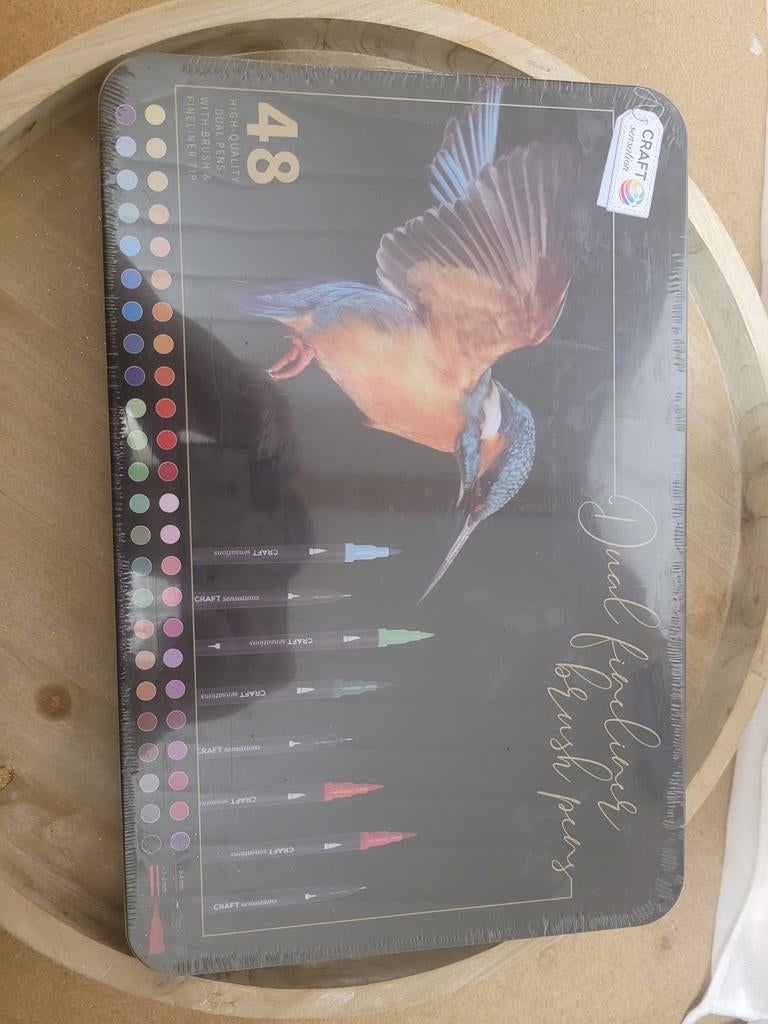 CRAFT
sensation
Dual fineliner
brush pens
48
HIGH-QUALITY
DUAL PENS
WITH BRUSH &
FINELINER TIP
CRAFT sensations
CRAFT sensations
CRAFT sensations
CRAFT sensations
CRAFT sensations
CRAFT sensations
CRAFT sensations
CRAFT sensations